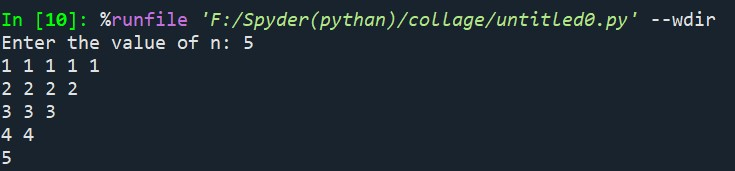 In [10]: %runfile 'F:/Spyder(pythan)/collage/untitled0.py' --wdir
Enter the value of n: 5
1 1 1 1 1
2 2 2 2
3 3 3
4 4
5